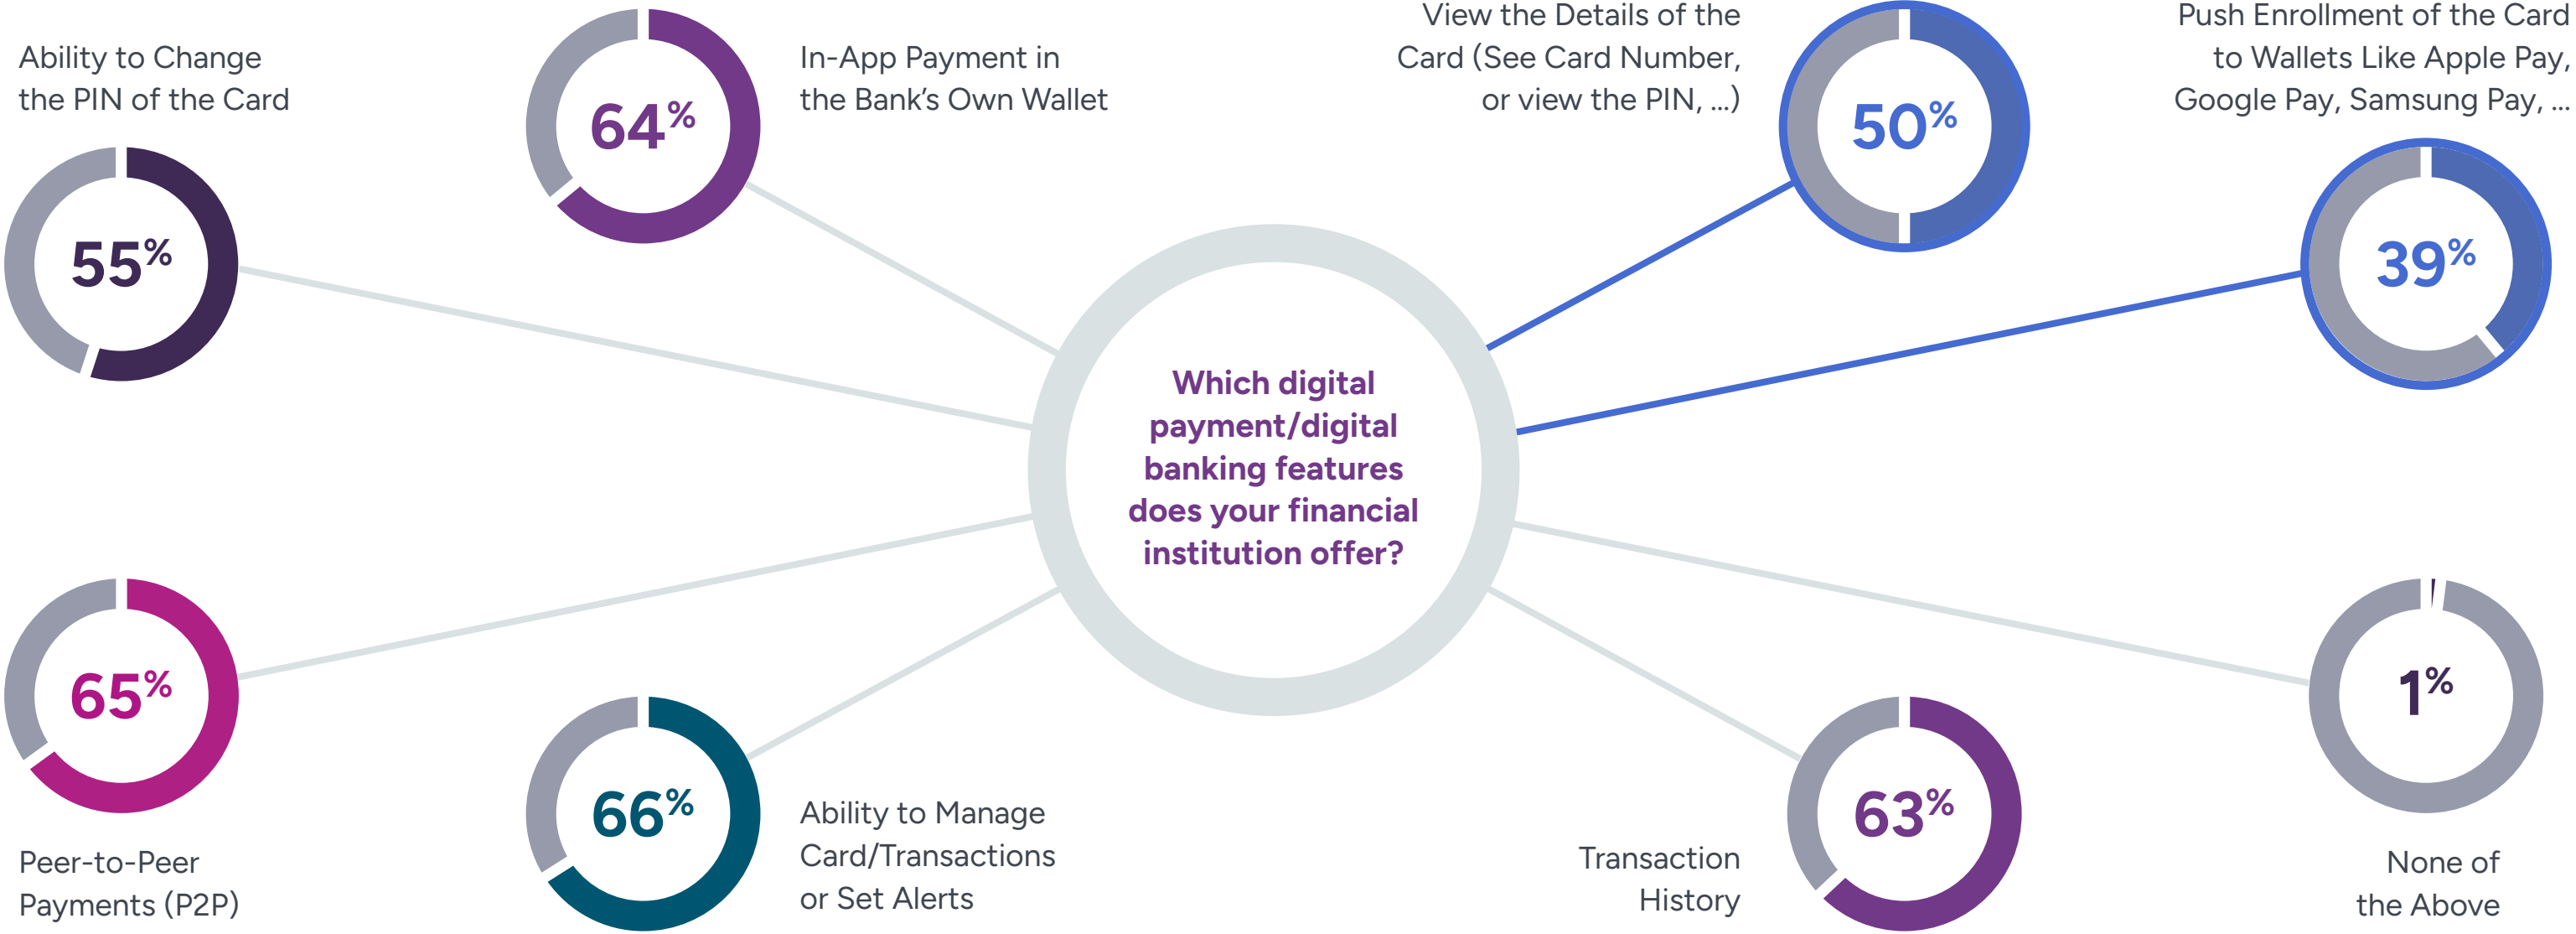 Ability to Change
the PIN of the Card
55%
64%
In-App Payment in
the Bank’s Own Wallet
View the Details of the
Card (See Card Number,
or view the PIN, ...)
50%
Push Enrollment of the Card
to Wallets Like Apple Pay,
Google Pay, Samsung Pay, ...
39%
Which digital
payment/digital
banking features
does your financial
institution offer?
65%
Peer-to-Peer
Payments (P2P)
66%
Ability to Manage
Card/Transactions
or Set Alerts
Transaction
History
63%
1%
None of
the Above